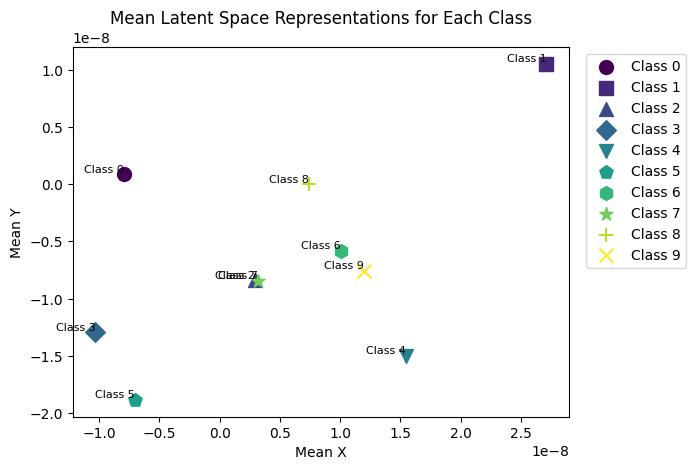 Mean Latent Space Representations for Each Class
1e−8
1.0
0.5
0.0
−0.5
−1.0
−1.5
−2.0
Mean Y
Class 1
Class 0
Class 8
Class 6
Class 9
Class 2
Class 7
Class 3
Class 4
Class 5
−1.0 −0.5 0.0 0.5 1.0 1.5 2.0 2.5
1e−8
Mean X
Class 0
Class 1
Class 2
Class 3
Class 4
Class 5
Class 6
Class 7
Class 8
Class 9